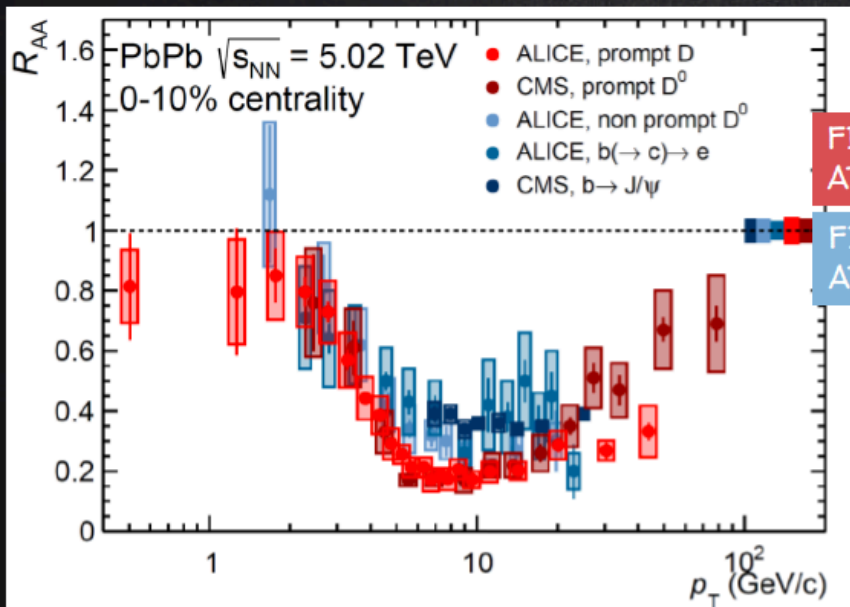 R_AA
PbPb √s_NN = 5.02 TeV
0-10% centrality
ALICE, prompt D
CMS, prompt D⁰
ALICE, non prompt D⁰
ALICE, b(→ c)→ e
CMS, b→ J/ψ
1.6
1.4
1.2
1
0.8
0.6
0.4
0.2
0
1
10
10²
p_T (GeV/c)